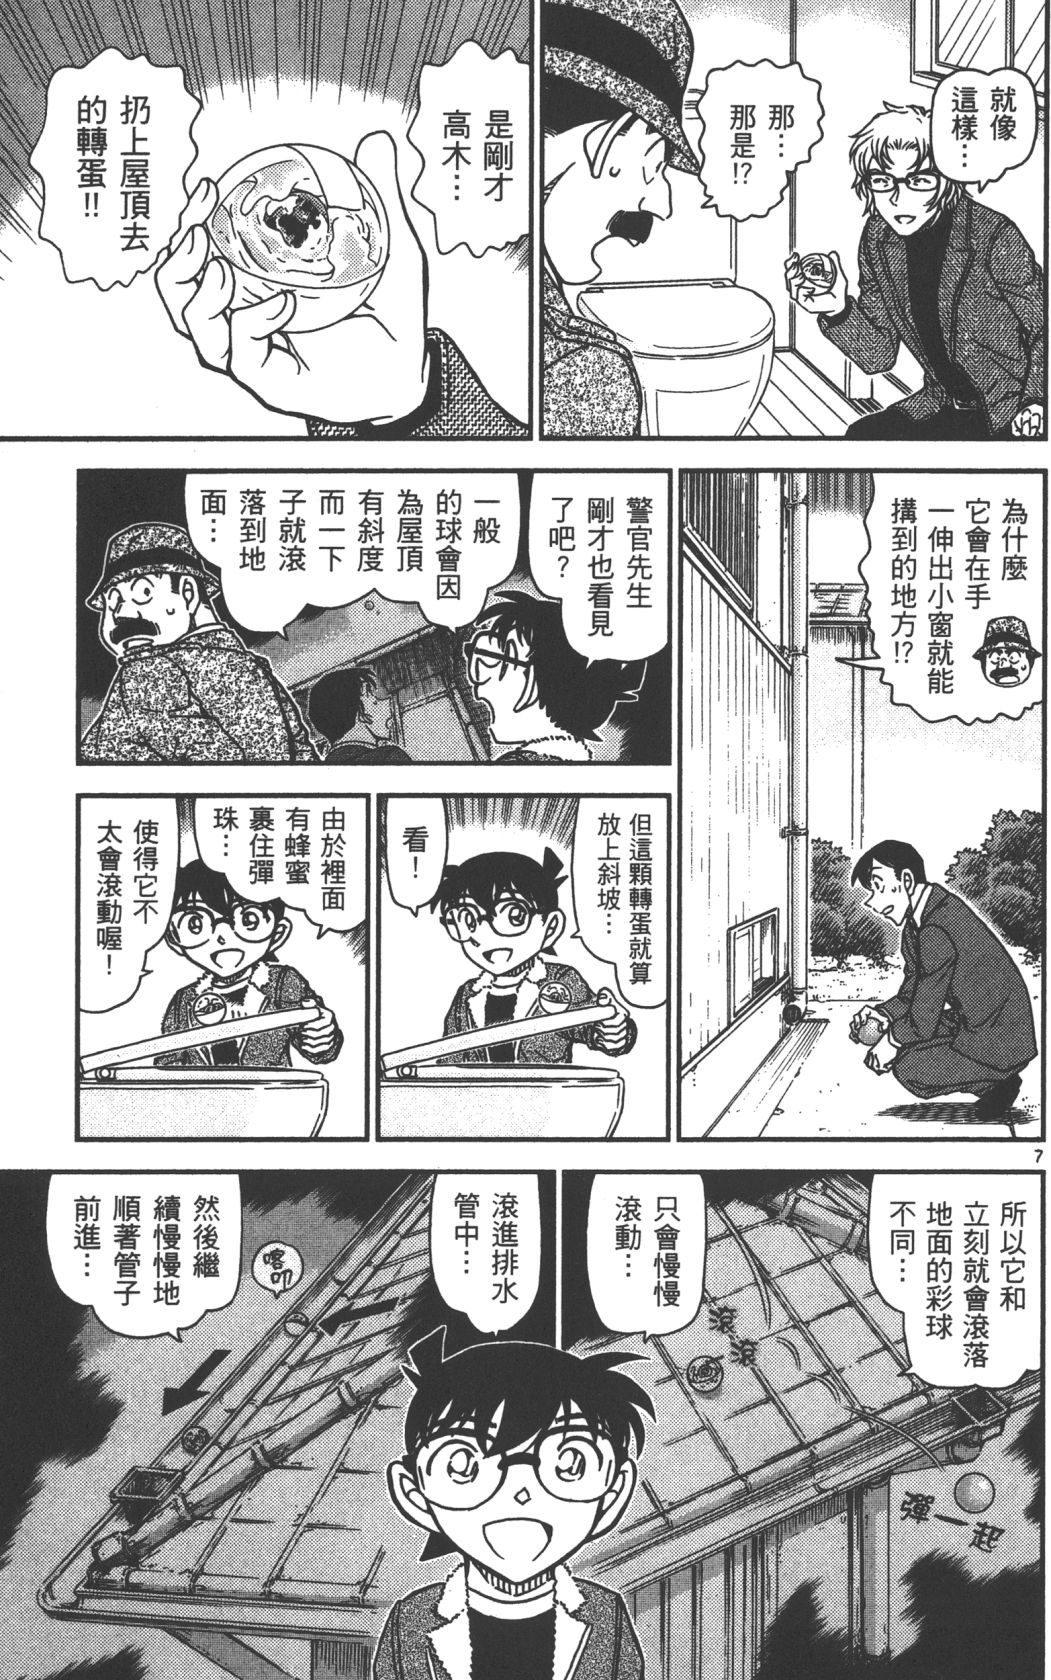 就像
這樣…
那…
那是!?
是剛才
高木…
扔上屋頂去
的轉蛋!!
為什麼
它會在手
一伸出小窗就能
搆到的地方!?
警官先生
剛才也看見
了吧？
一般
的球會因
為屋頂
有斜度
而一下
子就滾
落到地
面…
但這顆轉蛋就算
放上斜坡…
看！
由於裡面
有蜂蜜
裹住彈
珠…
使得它不
太會滾動喔！
7
所以它和
立刻就會滾落
地面的彩球
不同…
只會慢慢
滾動…
滾
滾
彈一起
滾進排水
管中…
喀叩
然後繼
續慢慢地
順著管子
前進…